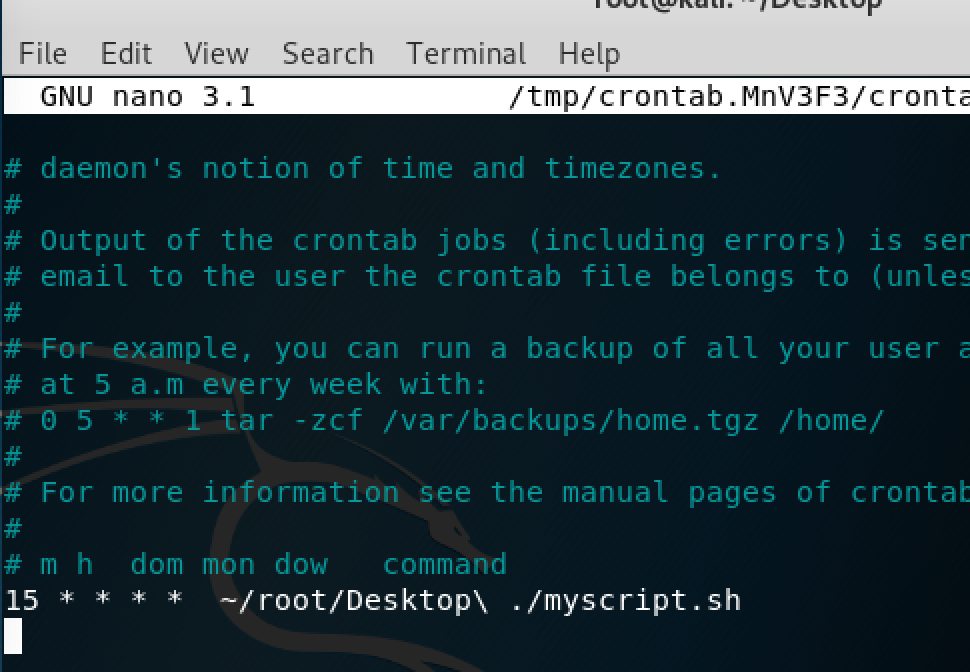 root@kali: ~/Desktop
File Edit View Search Terminal Help
GNU nano 3.1 /tmp/crontab.MnV3F3/cronta
# daemon's notion of time and timezones.
#
# Output of the crontab jobs (including errors) is sen
# email to the user the crontab file belongs to (unles
#
# For example, you can run a backup of all your user a
# at 5 a.m every week with:
# 0 5 * * 1 tar -zcf /var/backups/home.tgz /home/
#
# For more information see the manual pages of crontab
#
# m h  dom mon dow   command
15 * * * *  ~/root/Desktop\ ./myscript.sh